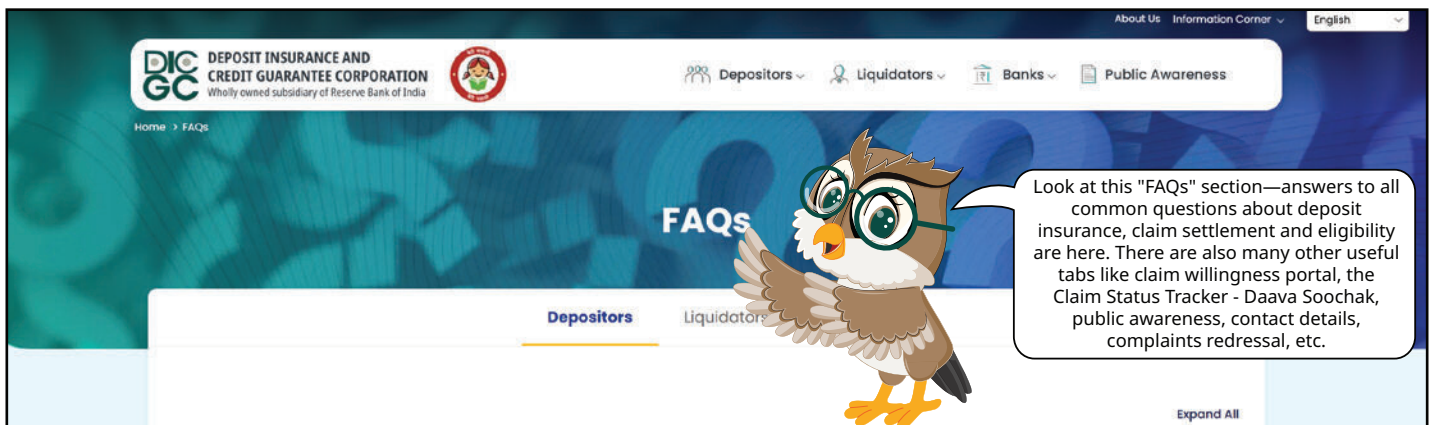 About Us Information Corner English
DIC
GC
DEPOSIT INSURANCE AND
CREDIT GUARANTEE CORPORATION
Wholly owned subsidiary of Reserve Bank of India
Depositors Liquidators Banks Public Awareness
Home > FAQs
FAQs
Look at this "FAQs" section—answers to all
common questions about deposit
insurance, claim settlement and eligibility
are here. There are also many other useful
tabs like claim willingness portal, the
Claim Status Tracker - Daava Soochak,
public awareness, contact details,
complaints redressal, etc.
Depositors Liquidators
Expand All